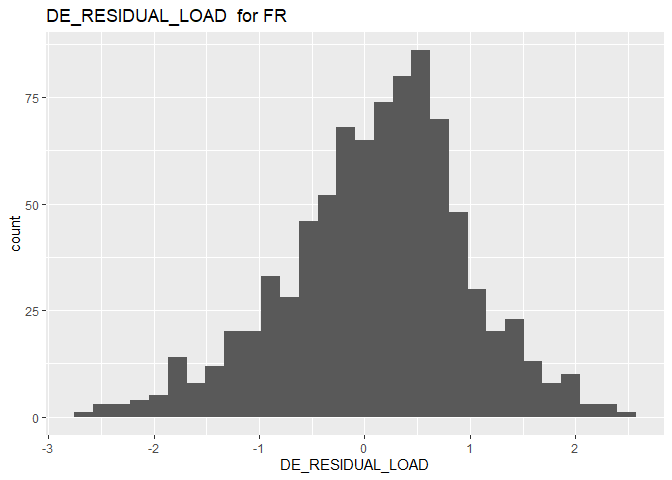 DE_RESIDUAL_LOAD  for FR
75
50
25
0
count
-3 -2 -1 0 1 2
DE_RESIDUAL_LOAD